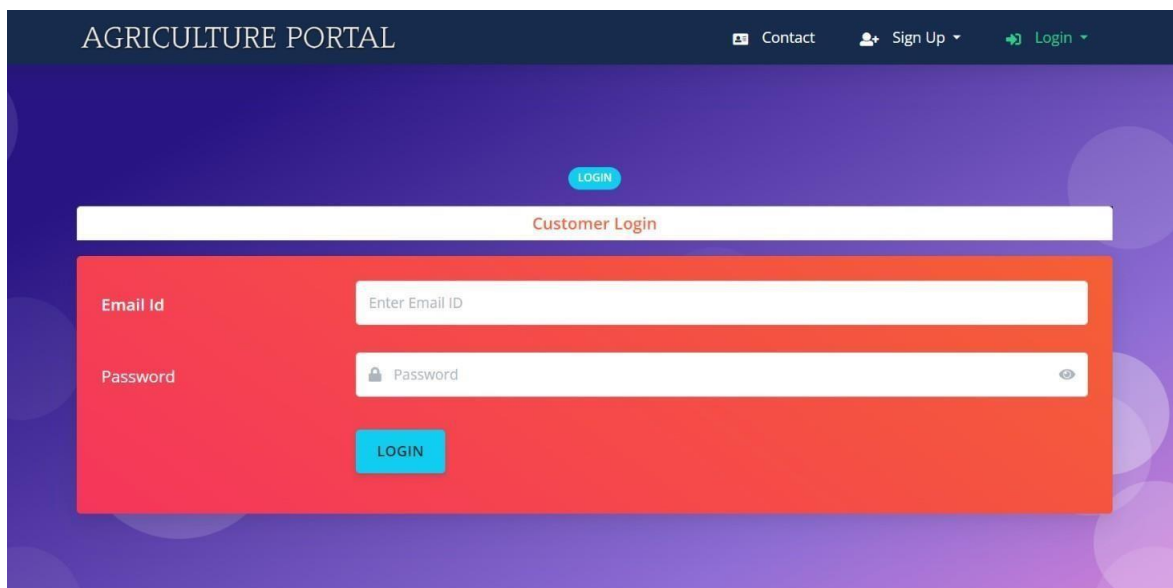 AGRICULTURE PORTAL Contact Sign Up Login
LOGIN
Customer Login
Email Id Enter Email ID
Password Password
LOGIN